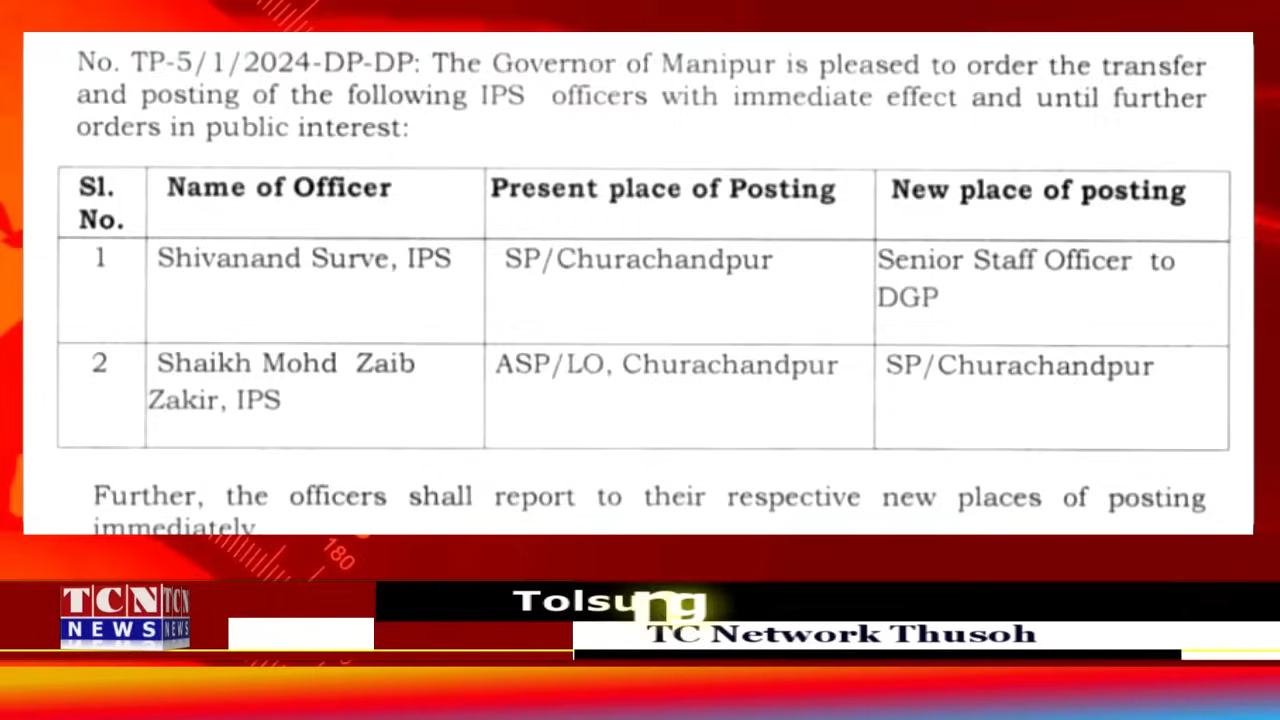 No. TP-5/1/2024-DP-DP: The Governor of Manipur is pleased to order the transfer
and posting of the following IPS officers with immediate effect and until further
orders in public interest:
Sl. No. Name of Officer Present place of Posting New place of posting
1 Shivanand Surve, IPS SP/Churachandpur Senior Staff Officer to
DGP
2 Shaikh Mohd Zaib ASP/LO, Churachandpur SP/Churachandpur
Zakir, IPS
Further, the officers shall report to their respective new places of posting
immediately
180
TCN TCN
NEWS NEWS
Tolsung
TC Network Thusoh